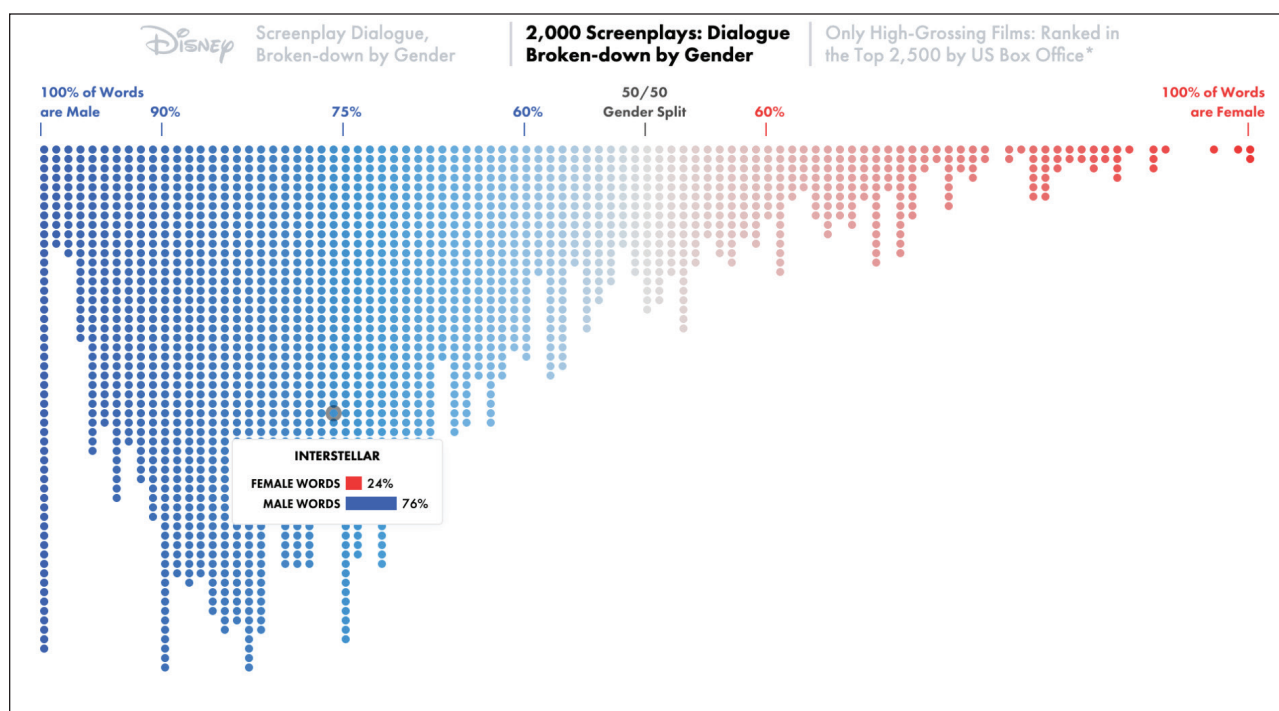 Disney
Screenplay Dialogue,
Broken-down by Gender
2,000 Screenplays: Dialogue
Broken-down by Gender
Only High-Grossing Films: Ranked in
the Top 2,500 by US Box Office*
100% of Words
are Male
90%
75%
60%
50/50
Gender Split
60%
100% of Words
are Female
INTERSTELLAR
FEMALE WORDS 24%
MALE WORDS 76%